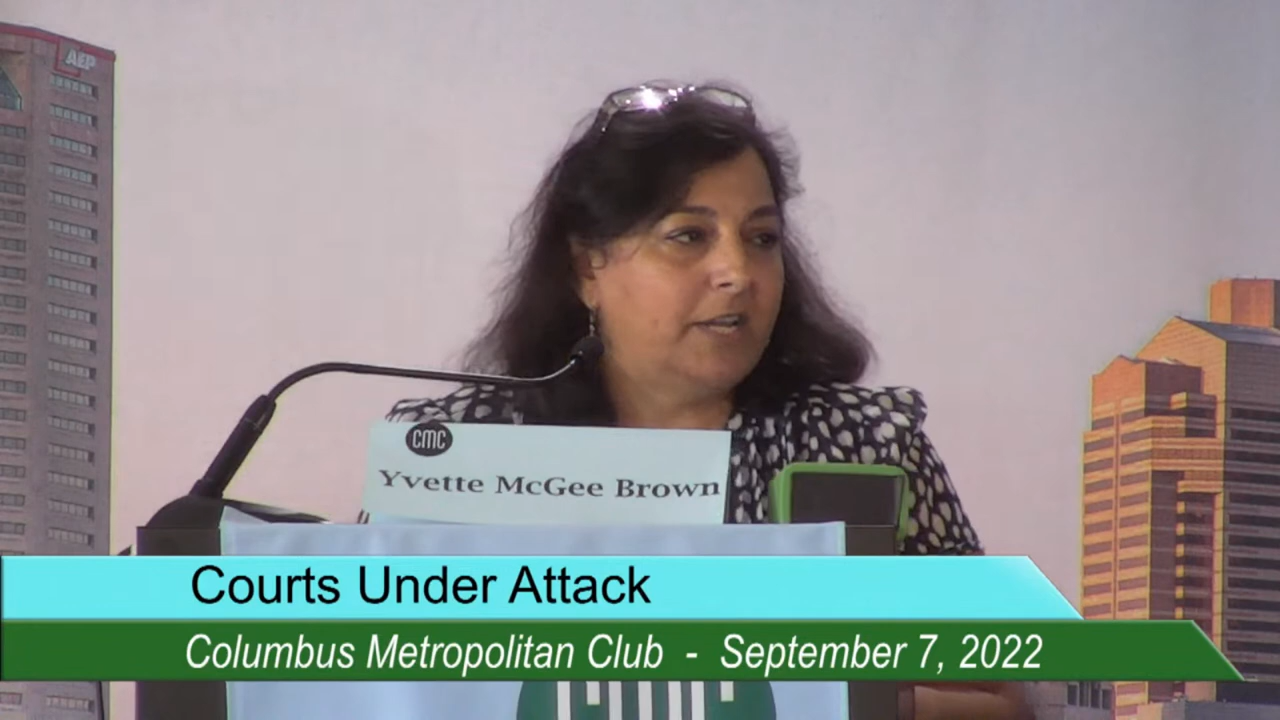 AEP
CMC
Yvette McGee Brown
Courts Under Attack
Columbus Metropolitan Club - September 7, 2022